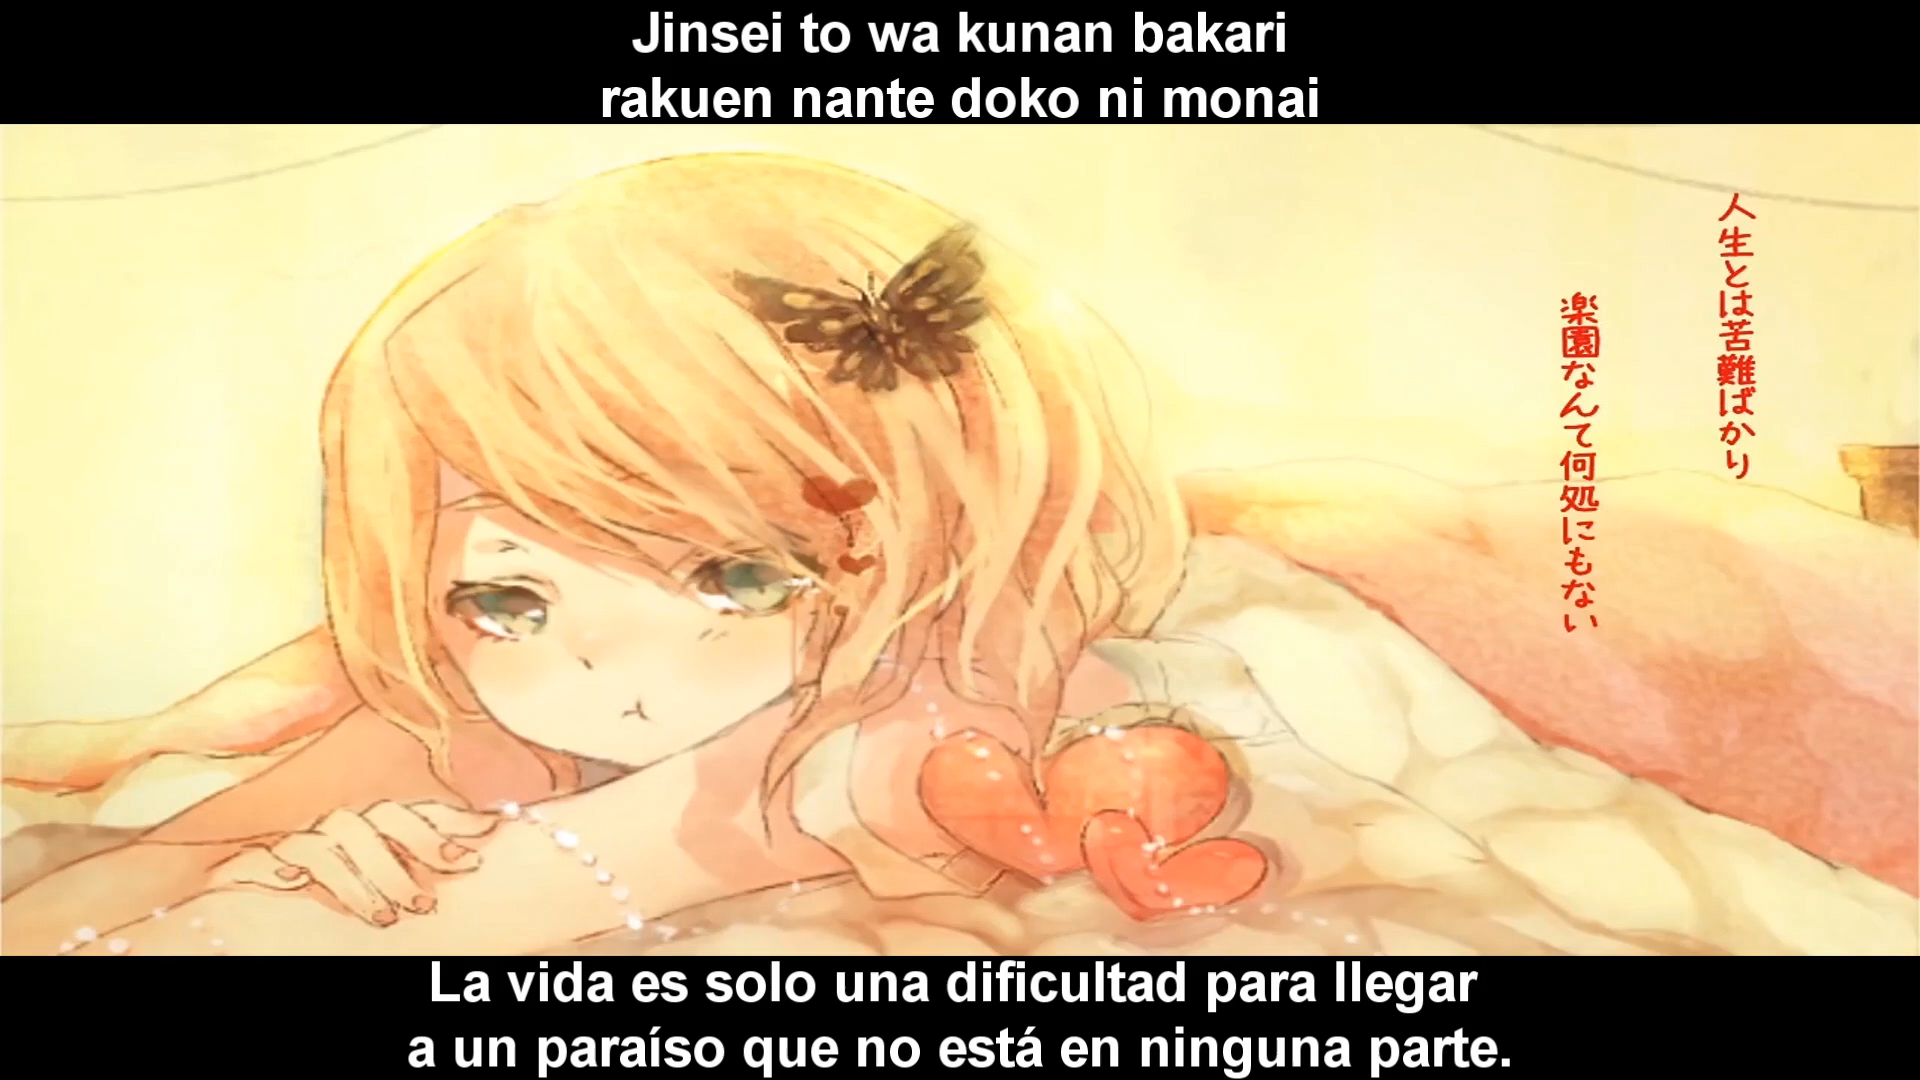 Jinsei to wa kunan bakari
rakuen nante doko ni monai
人生とは苦難ばかり
楽園なんて何処にもない
La vida es solo una dificultad para llegar
a un paraíso que no está en ninguna parte.